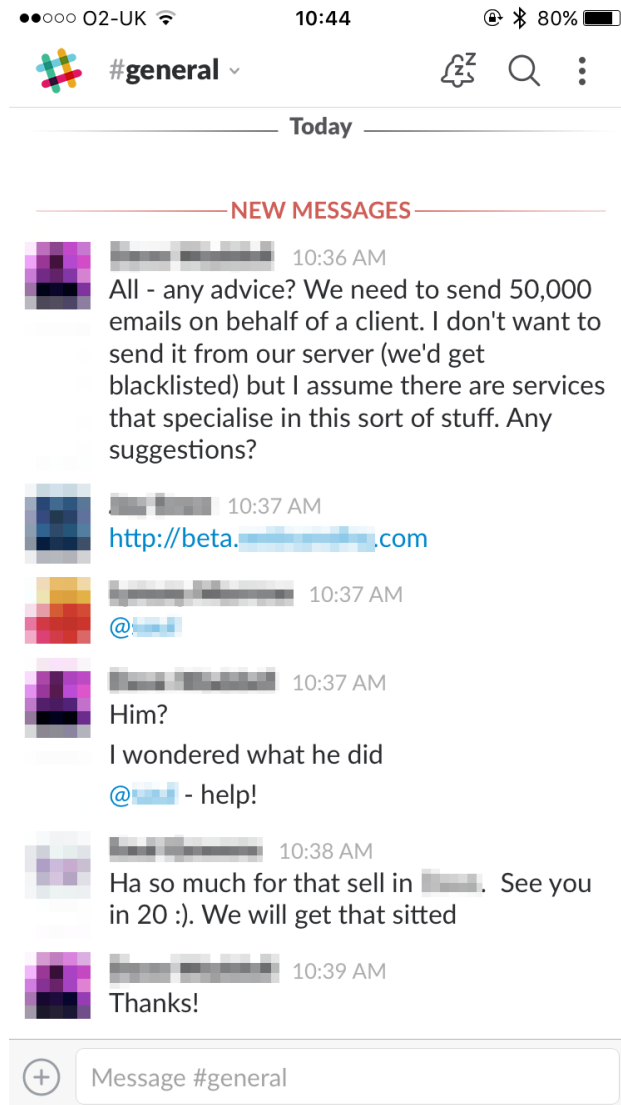 O2-UK 10:44 80%
#general
Today
NEW MESSAGES
10:36 AM
All - any advice? We need to send 50,000
emails on behalf of a client. I don't want to
send it from our server (we'd get
blacklisted) but I assume there are services
that specialise in this sort of stuff. Any
suggestions?
10:37 AM
http://beta. .com
10:37 AM
@
10:37 AM
Him?
I wondered what he did
@ - help!
10:38 AM
Ha so much for that sell in . See you
in 20 :). We will get that sitted
10:39 AM
Thanks!
Message #general